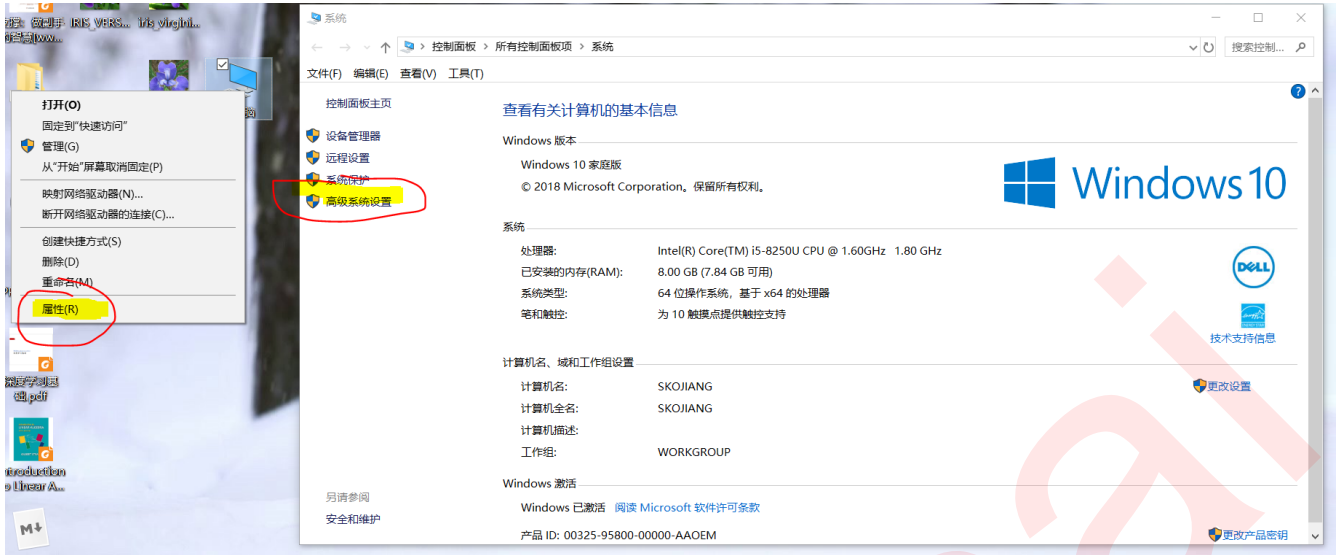 IRIS_VERS... iris_virgini...
打开(O)
固定到"快速访问"
管理(G)
从"开始"屏幕取消固定(P)
映射网络驱动器(N)...
断开网络驱动器的连接(C)...
创建快捷方式(S)
删除(D)
重命名(M)
属性(R)
深度学习基
础.pdf
ntroduction
o Linear A...
M
系统
控制面板 › 所有控制面板项 › 系统
搜索控制...
文件(F) 编辑(E) 查看(V) 工具(T)
控制面板主页
设备管理器
远程设置
系统保护
高级系统设置
另请参阅
安全和维护
查看有关计算机的基本信息
Windows 版本
Windows 10 家庭版
© 2018 Microsoft Corporation。保留所有权利。
Windows 10
系统
处理器: Intel(R) Core(TM) i5-8250U CPU @ 1.60GHz 1.80 GHz
已安装的内存(RAM): 8.00 GB (7.84 GB 可用)
系统类型: 64 位操作系统，基于 x64 的处理器
笔和触控: 为 10 触摸点提供触控支持
DELL
技术支持信息
计算机名、域和工作组设置
计算机名: SKOJIANG
更改设置
计算机全名: SKOJIANG
计算机描述:
工作组: WORKGROUP
Windows 激活
Windows 已激活 阅读 Microsoft 软件许可条款
产品 ID: 00325-95800-00000-AAOEM
更改产品密钥
ai